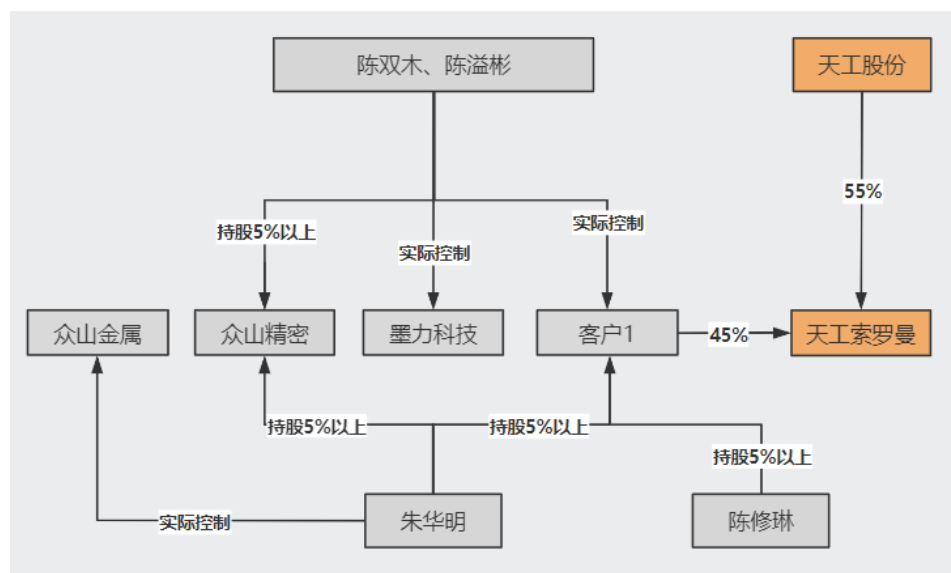 陈双木、陈溢彬
天工股份
55%
持股5%以上
实际控制
实际控制
众山金属
众山精密
墨力科技
客户1
45%
天工索罗曼
持股5%以上
持股5%以上
持股5%以上
实际控制
朱华明
陈修琳